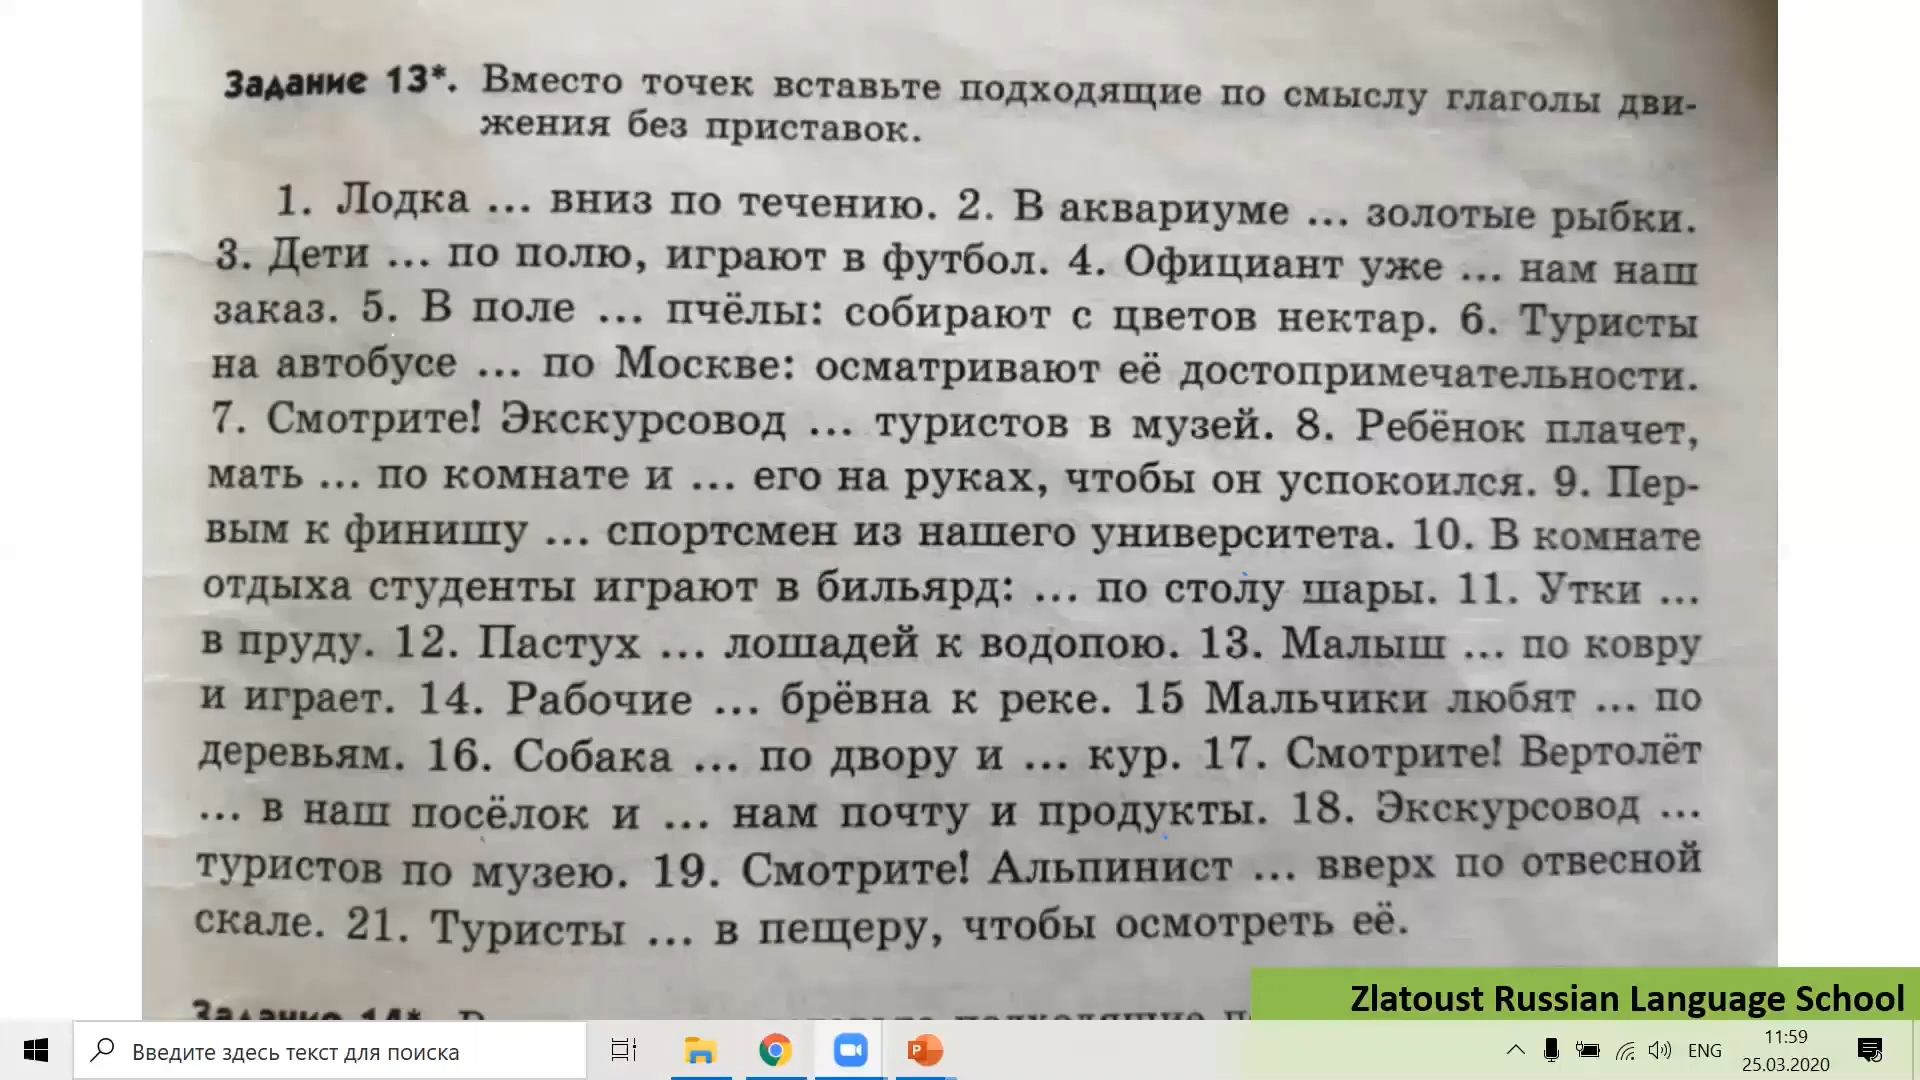 Задание 13*. Вместо точек вставьте подходящие по смыслу глаголы дви-
жения без приставок.
1. Лодка ... вниз по течению. 2. В аквариуме ... золотые рыбки.
3. Дети ... по полю, играют в футбол. 4. Официант уже ... нам наш
заказ. 5. В поле ... пчёлы: собирают с цветов нектар. 6. Туристы
на автобусе ... по Москве: осматривают её достопримечательности.
7. Смотрите! Экскурсовод ... туристов в музей. 8. Ребёнок плачет,
мать ... по комнате и ... его на руках, чтобы он успокоился. 9. Пер-
вым к финишу ... спортсмен из нашего университета. 10. В комнате
отдыха студенты играют в бильярд: ... по столу шары. 11. Утки ...
в пруду. 12. Пастух ... лошадей к водопою. 13. Малыш ... по ковру
и играет. 14. Рабочие ... брёвна к реке. 15 Мальчики любят ... по
деревьям. 16. Собака ... по двору и ... кур. 17. Смотрите! Вертолёт
... в наш посёлок и ... нам почту и продукты. 18. Экскурсовод ...
туристов по музею. 19. Смотрите! Альпинист ... вверх по отвесной
скале. 21. Туристы ... в пещеру, чтобы осмотреть её.
Задание 14*.
Zlatoust Russian Language School
Введите здесь текст для поиска
ENG
11:59
25.03.2020